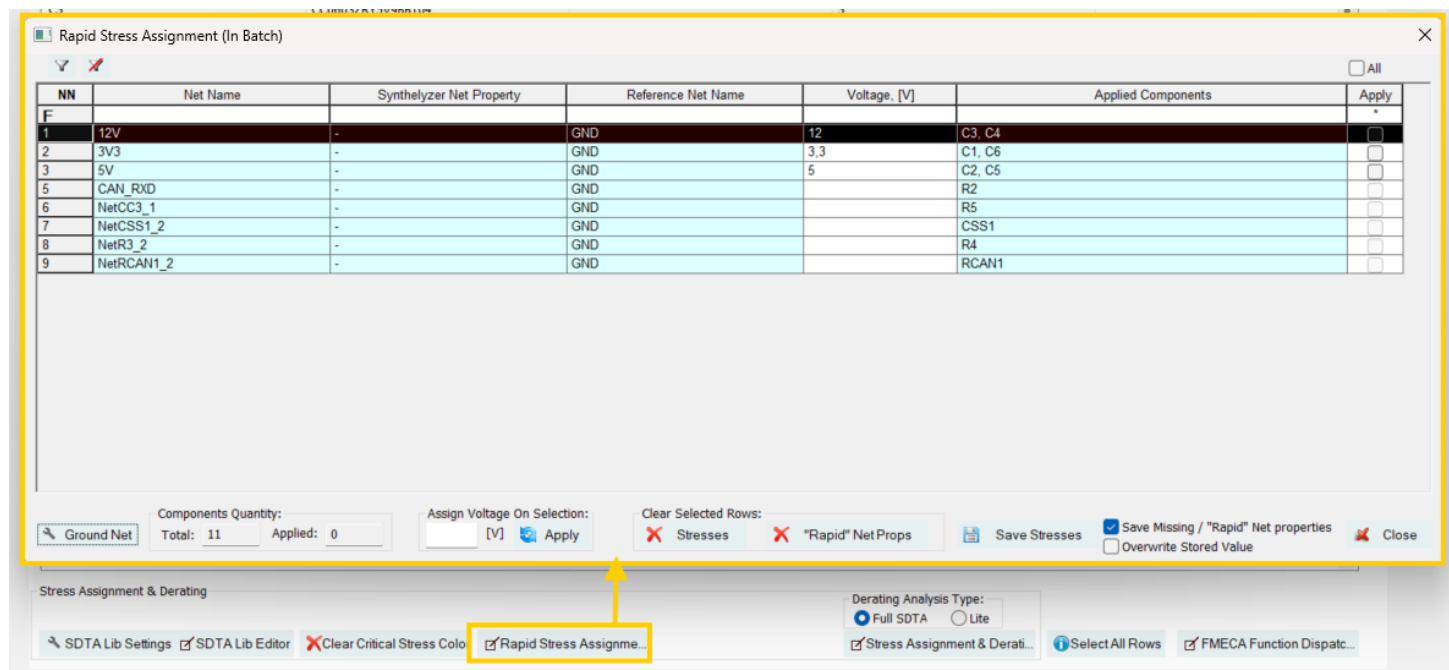 Rapid Stress Assignment (In Batch)
All
NN Net Name Synthelyzer Net Property Reference Net Name Voltage, [V] Applied Components Apply
F *
1 12V - GND 12 C3, C4
2 3V3 - GND 3,3 C1, C6
3 5V - GND 5 C2, C5
5 CAN_RXD - GND R2
6 NetCC3_1 - GND R5
7 NetCSS1_2 - GND CSS1
8 NetR3_2 - GND R4
9 NetRCAN1_2 - GND RCAN1
Components Quantity: Assign Voltage On Selection: Clear Selected Rows:
Ground Net Total: 11 Applied: 0 [V] Apply Stresses "Rapid" Net Props Save Stresses Save Missing / "Rapid" Net properties Close
Overwrite Stored Value
Stress Assignment & Derating
Derating Analysis Type:
Full SDTA Lite
SDTA Lib Settings SDTA Lib Editor Clear Critical Stress Colo Rapid Stress Assignme... Stress Assignment & Derati... Select All Rows FMECA Function Dispatc...